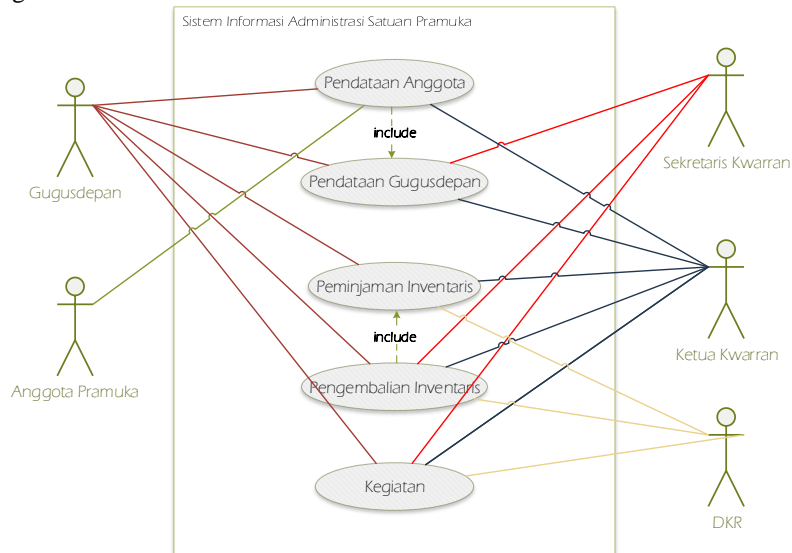 Sistem Informasi Administrasi Satuan Pramuka
Pendataan Anggota
include
Pendataan Gugusdepan
Peminjaman Inventaris
include
Pengembalian Inventaris
Kegiatan
Gugusdepan
Anggota Pramuka
Sekretaris Kwarran
Ketua Kwarran
DKR